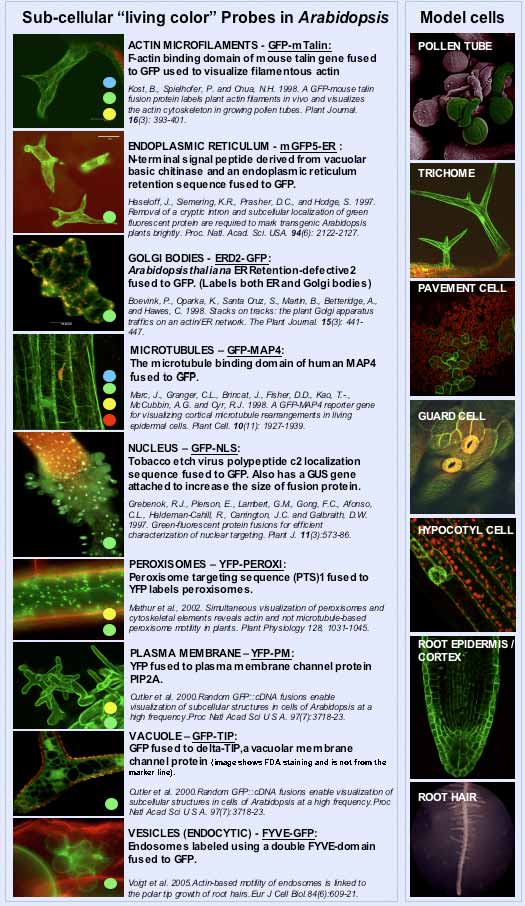 Sub-cellular “living color” Probes in Arabidopsis
ACTIN MICROFILAMENTS - GFP-mTalin:
F-actin binding domain of mouse talin gene fused
to GFP used to visualize filamentous actin
Kost, B., Spielhofer, P. and Chua, N.H. 1998. A GFP-mouse talin
fusion protein labels plant actin filaments in vivo and visualizes
the actin cytoskeleton in growing pollen tubes. Plant Journal.
16(3): 393-401.
ENDOPLASMIC RETICULUM - mGFP5-ER :
N-terminal signal peptide derived from vacuolar
basic chitinase and an endoplasmic reticulum
retention sequence fused to GFP.
Haseloff, J., Siemering, K.R., Prasher, D.C., and Hodge, S. 1997.
Removal of a cryptic intron and subcellular localization of green
fluorescent protein are required to mark transgenic Arabidopsis
plants brightly. Proc. Natl. Acad. Sci. USA. 94(6): 2122-2127.
GOLGI BODIES - ERD2-GFP:
Arabidopsis thaliana ER Retention-defective2
fused to GFP. (Labels both ER and Golgi bodies)
Boevink, P., Oparka, K., Santa Cruz, S., Martin, B., Betteridge, A.,
and Hawes, C. 1998. Stacks on tracks: the plant Golgi apparatus
traffics on an actin/ER network. The Plant Journal. 15(3): 441-
447.
MICROTUBULES – GFP-MAP4:
The microtubule binding domain of human MAP4
fused to GFP.
Marc, J., Granger, C.L., Brincat, J., Fisher, D.D., Kao, T.-.,
McCubbin, A.G. and Cyr, R.J. 1998. A GFP-MAP4 reporter gene
for visualizing cortical microtubule rearrangements in living
epidermal cells. Plant Cell. 10(11): 1927-1939.
NUCLEUS – GFP-NLS:
Tobacco etch virus polypeptide c2 localization
sequence fused to GFP. Also has a GUS gene
attached to increase the size of fusion protein.
Grebenok, R.J., Pierson, E., Lambert, G.M., Gong, F.C., Afonso,
C.L., Haldeman-Cahill, R., Carrington, J.C. and Galbraith, D.W.
1997. Green-fluorescent protein fusions for efficient
characterization of nuclear targeting. Plant J. 11(3):573-86.
PEROXISOMES – YFP-PEROXI:
Peroxisome targeting sequence (PTS)1 fused to
YFP labels peroxisomes.
Mathur et al., 2002. Simultaneous visualization of peroxisomes and
cytoskeletal elements reveals actin and not microtubule-based
peroxisome motility in plants. Plant Physiology 128, 1031-1045.
PLASMA MEMBRANE – YFP-PM:
YFP fused to plasma membrane channel protein
PIP2A.
Cutler et al. 2000.Random GFP::cDNA fusions enable
visualization of subcellular structures in cells of Arabidopsis at a
high frequency.Proc Natl Acad Sci U S A. 97(7):3718-23.
VACUOLE – GFP-TIP:
GFP fused to delta-TIP,a vacuolar membrane
channel protein (image shows FDA staining and is not from the
marker line).
Cutler et al. 2000.Random GFP::cDNA fusions enable visualization of
subcellular structures in cells of Arabidopsis at a high frequency.Proc
Natl Acad Sci U S A. 97(7):3718-23.
VESICLES (ENDOCYTIC) - FYVE-GFP:
Endosomes labeled using a double FYVE-domain
fused to GFP.
Voigt et al. 2005.Actin-based motility of endosomes is linked to
the polar tip growth of root hairs.Eur J Cell Biol.84(6):609-21.
Model cells
POLLEN TUBE
TRICHOME
PAVEMENT CELL
GUARD CELL
HYPOCOTYL CELL
ROOT EPIDERMIS /
CORTEX
ROOT HAIR